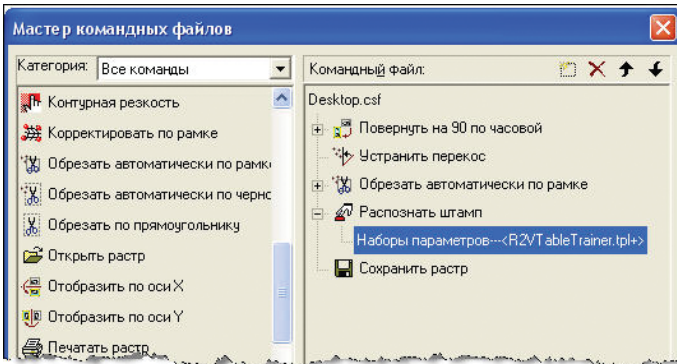 Мастер командных файлов
Категория: Все команды
Контурная резкость
Корректировать по рамке
Обрезать автоматически по рамк
Обрезать автоматически по черно
Обрезать по прямоугольнику
Открыть растр
Отобразить по оси X
Отобразить по оси Y
Печатать растр
Командный файл:
Desktop.csf
Повернуть на 90 по часовой
Устранить перекос
Обрезать автоматически по рамке
Распознать штамп
Наборы параметров---<R2VTableTrainer.tpl+>
Сохранить растр